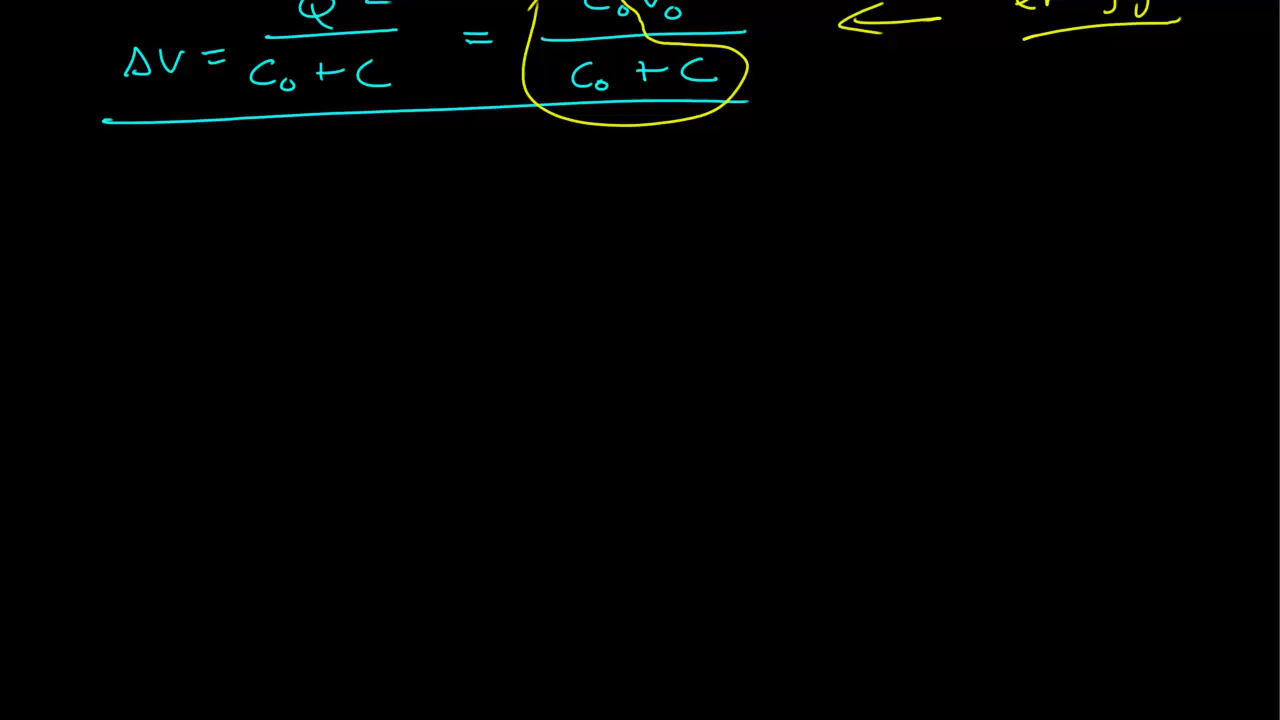 ΔV = Q / (C₀ + C) = C₀V₀ / (C₀ + C) ←